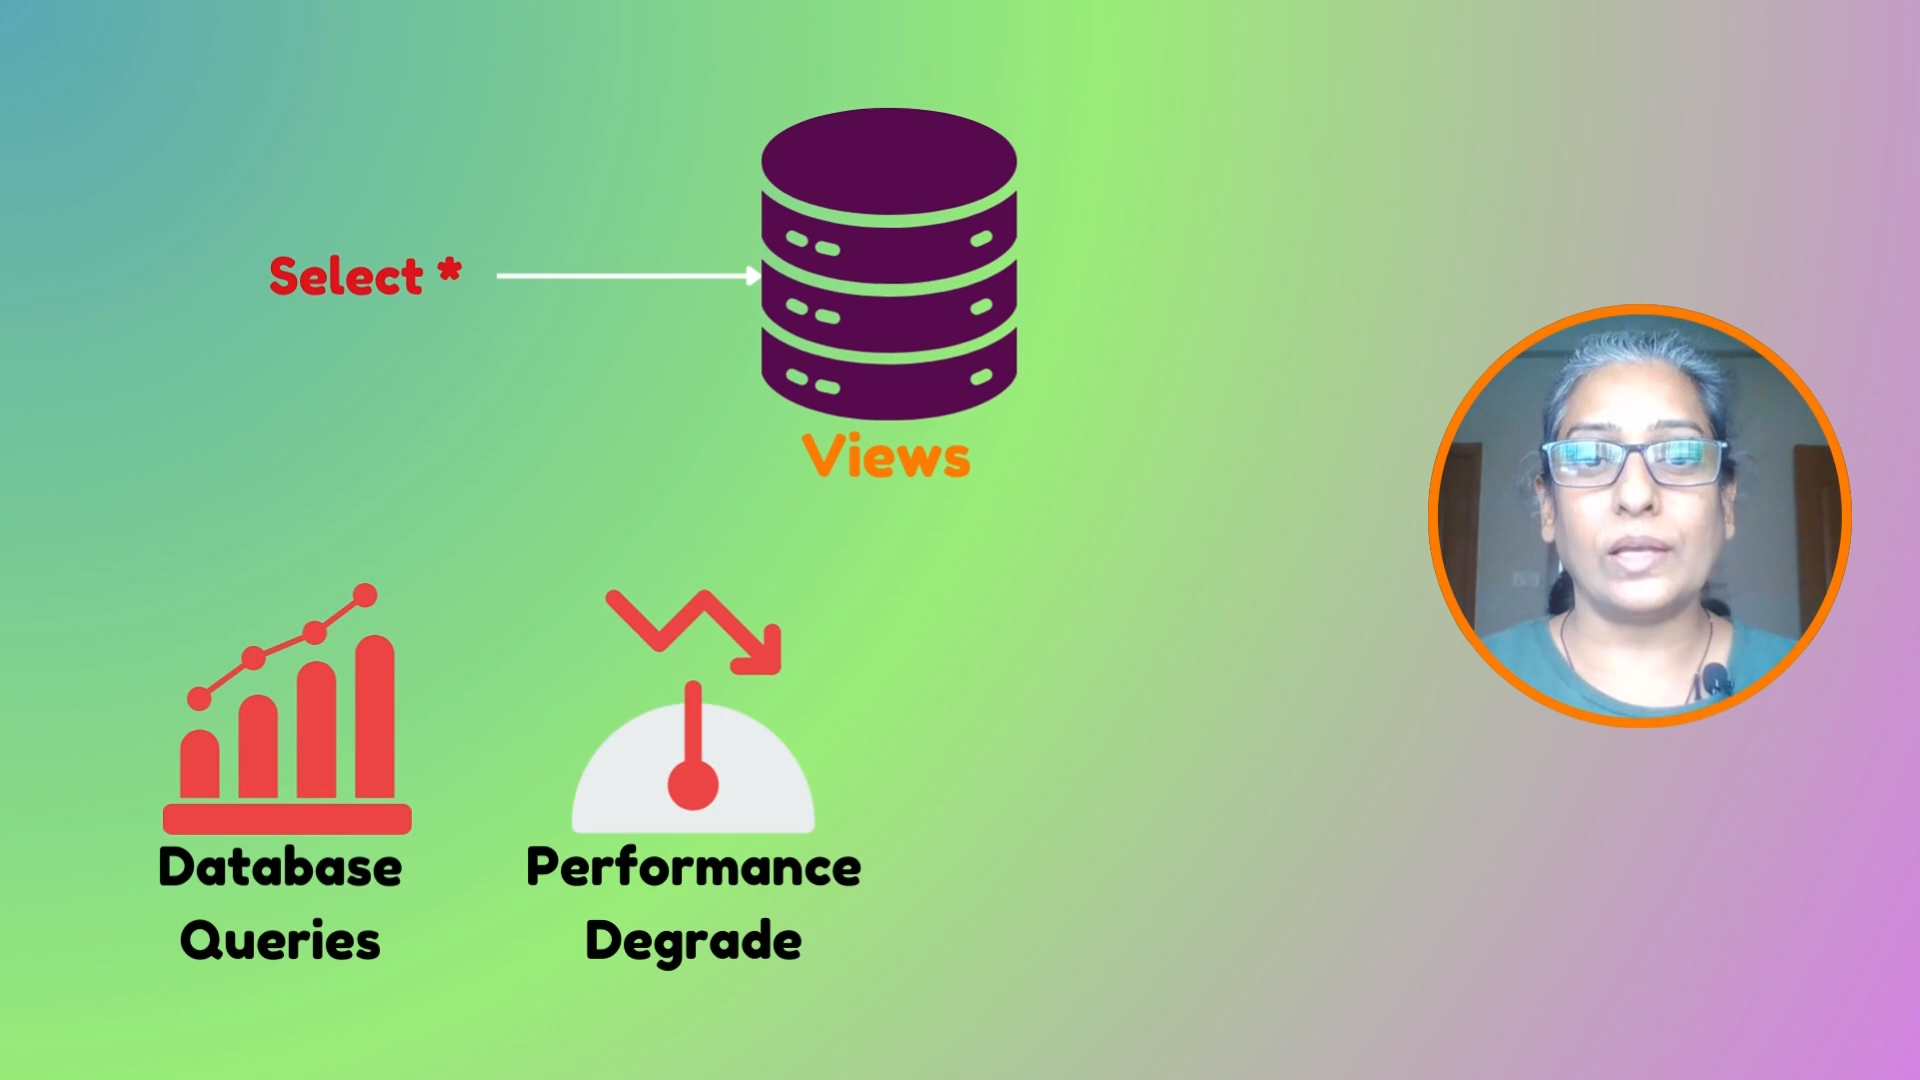 Select *
Views
Database
Queries
Performance
Degrade